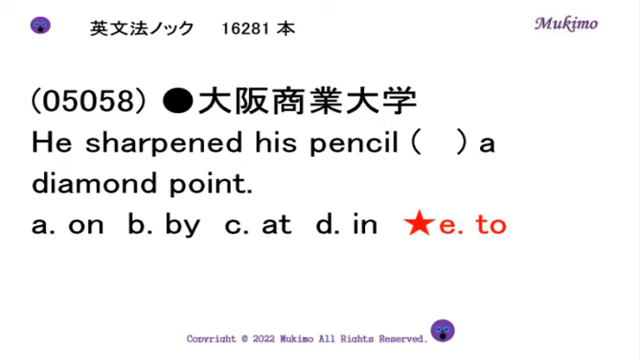 英文法ノック 16281 本
Mukimo
(05058) ●大阪商業大学
He sharpened his pencil ( ) a
diamond point.
a. on b. by c. at d. in ★e. to
Copyright @ 2022 Mukimo All Rights Reserved.